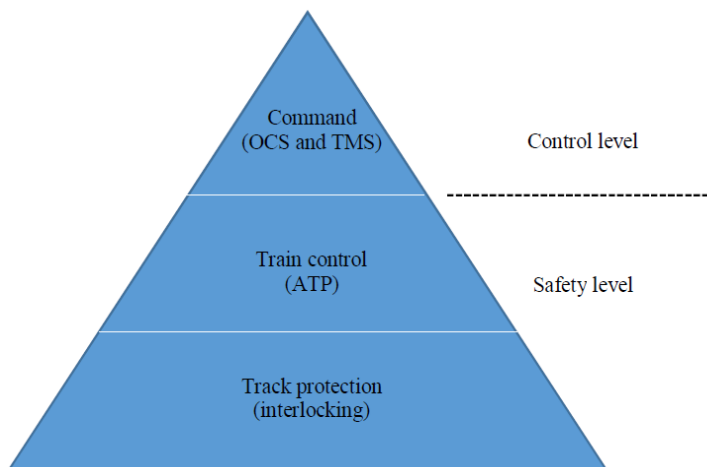 Command
(OCS and TMS)
Control level
Train control
(ATP)
Safety level
Track protection
(interlocking)